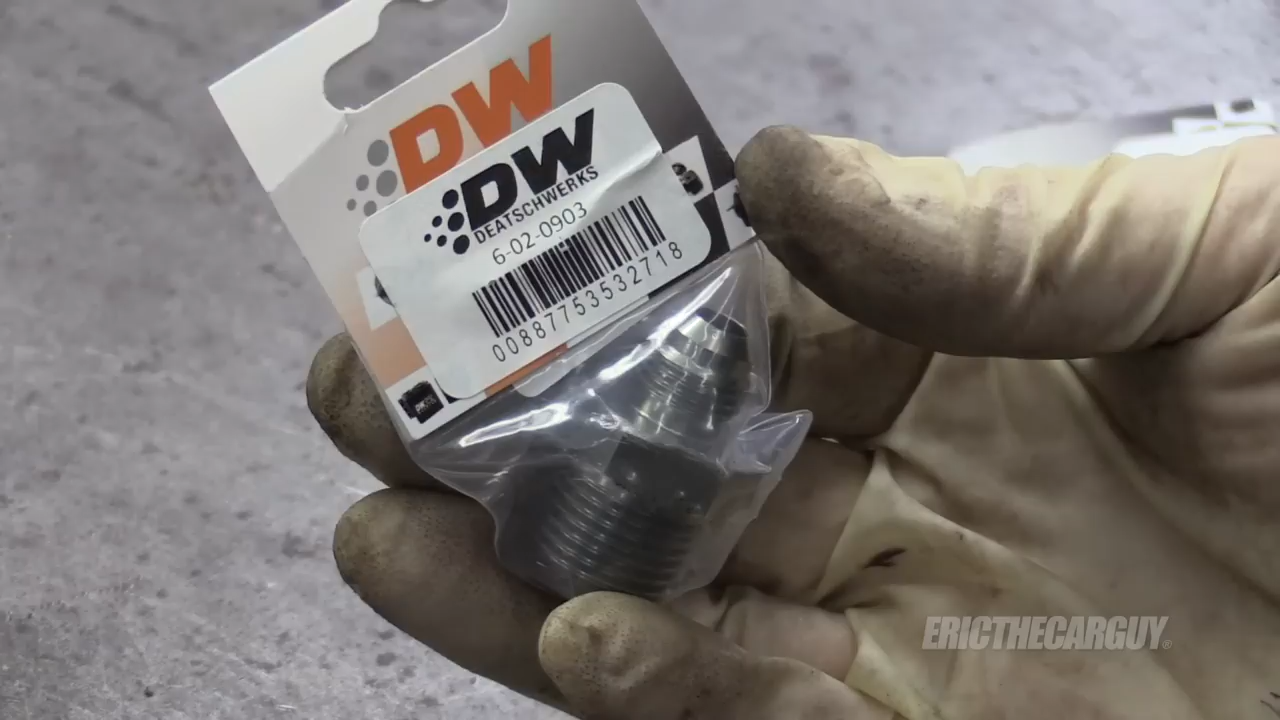 DW
DW
DEATSCHWERKS
6-02-0903
00887753532718
ERICTHECARGUY®